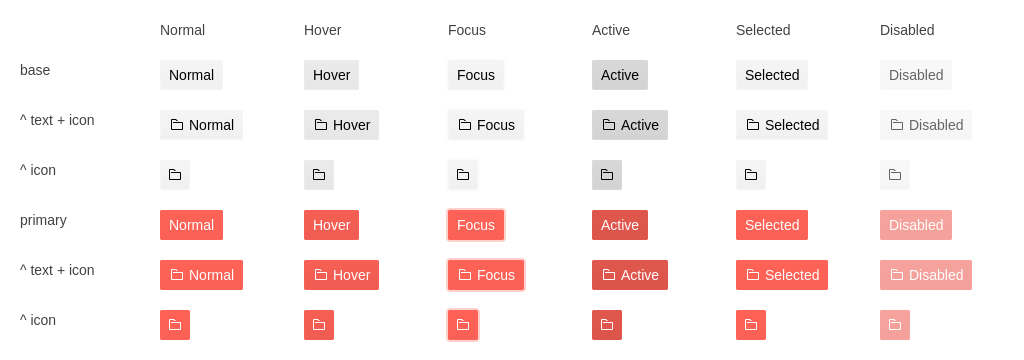 Normal Hover Focus Active Selected Disabled
base Normal Hover Focus Active Selected Disabled
^ text + icon Normal Hover Focus Active Selected Disabled
^ icon
primary Normal Hover Focus Active Selected Disabled
^ text + icon Normal Hover Focus Active Selected Disabled
^ icon